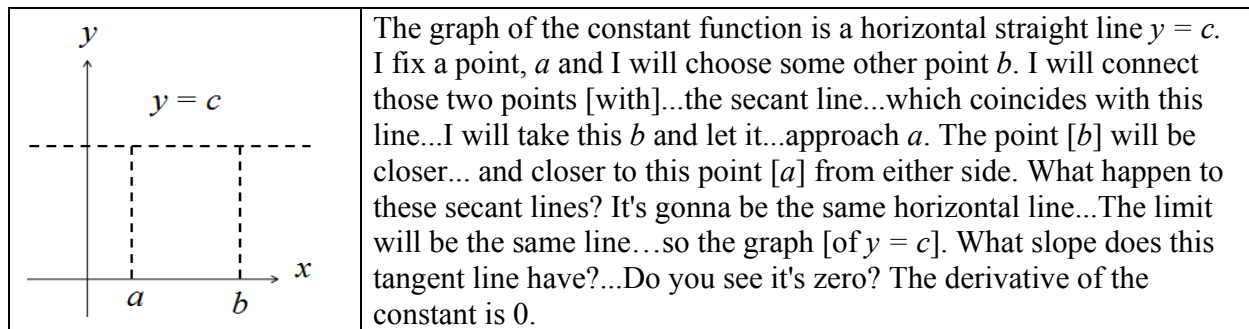 y
y = c
x
a
b
The graph of the constant function is a horizontal straight line y = c.
I fix a point, a and I will choose some other point b. I will connect
those two points [with]...the secant line...which coincides with this
line...I will take this b and let it...approach a. The point [b] will be
closer... and closer to this point [a] from either side. What happen to
these secant lines? It's gonna be the same horizontal line...The limit
will be the same line…so the graph [of y = c]. What slope does this
tangent line have?...Do you see it's zero? The derivative of the
constant is 0.